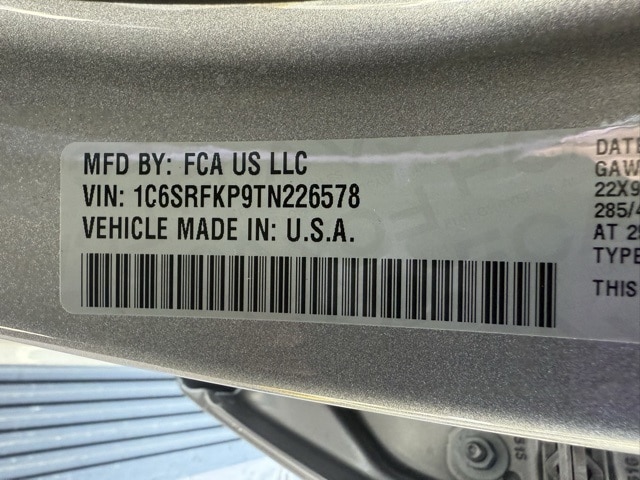 MFD BY: FCA US LLC
VIN: 1C6SRFKP9TN226578
VEHICLE MADE IN: U.S.A.
DATE
GAW
22X9
285/4
AT 2
TYPE
THIS